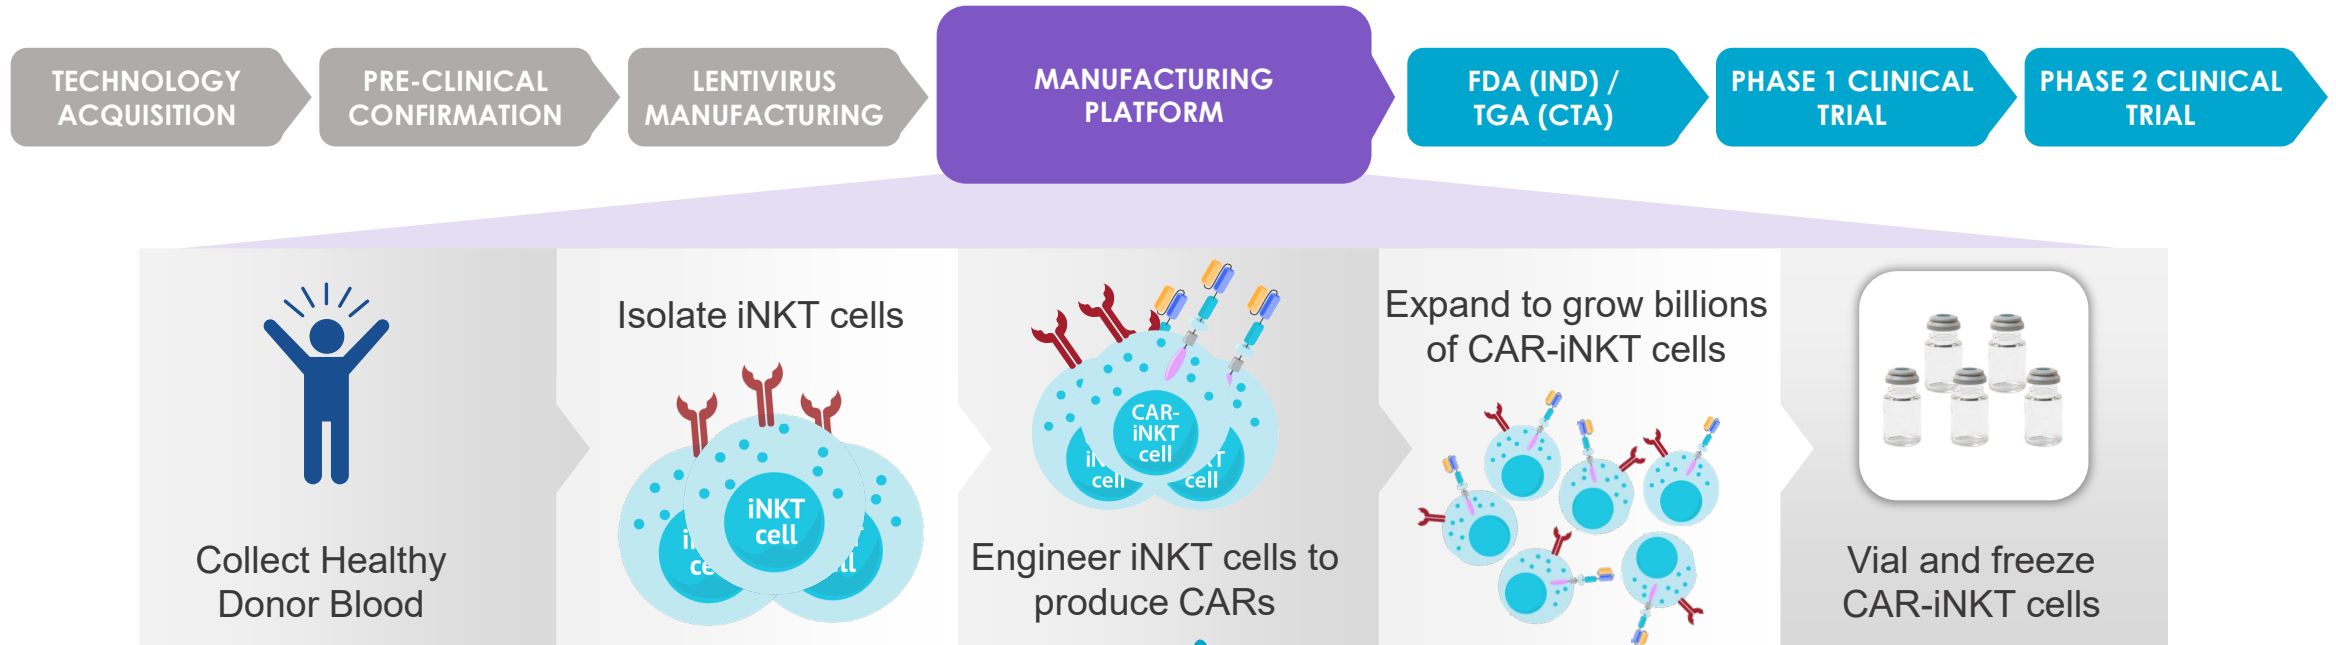 TECHNOLOGY
ACQUISITION
PRE-CLINICAL
CONFIRMATION
LENTIVIRUS
MANUFACTURING
MANUFACTURING
PLATFORM
FDA (IND) /
TGA (CTA)
PHASE 1 CLINICAL
TRIAL
PHASE 2 CLINICAL
TRIAL
Collect Healthy
Donor Blood
Isolate iNKT cells
iNKT
cell
Engineer iNKT cells to
produce CARs
CAR-
iNKT
cell
cell
cell
Expand to grow billions
of CAR-iNKT cells
Vial and freeze
CAR-iNKT cells